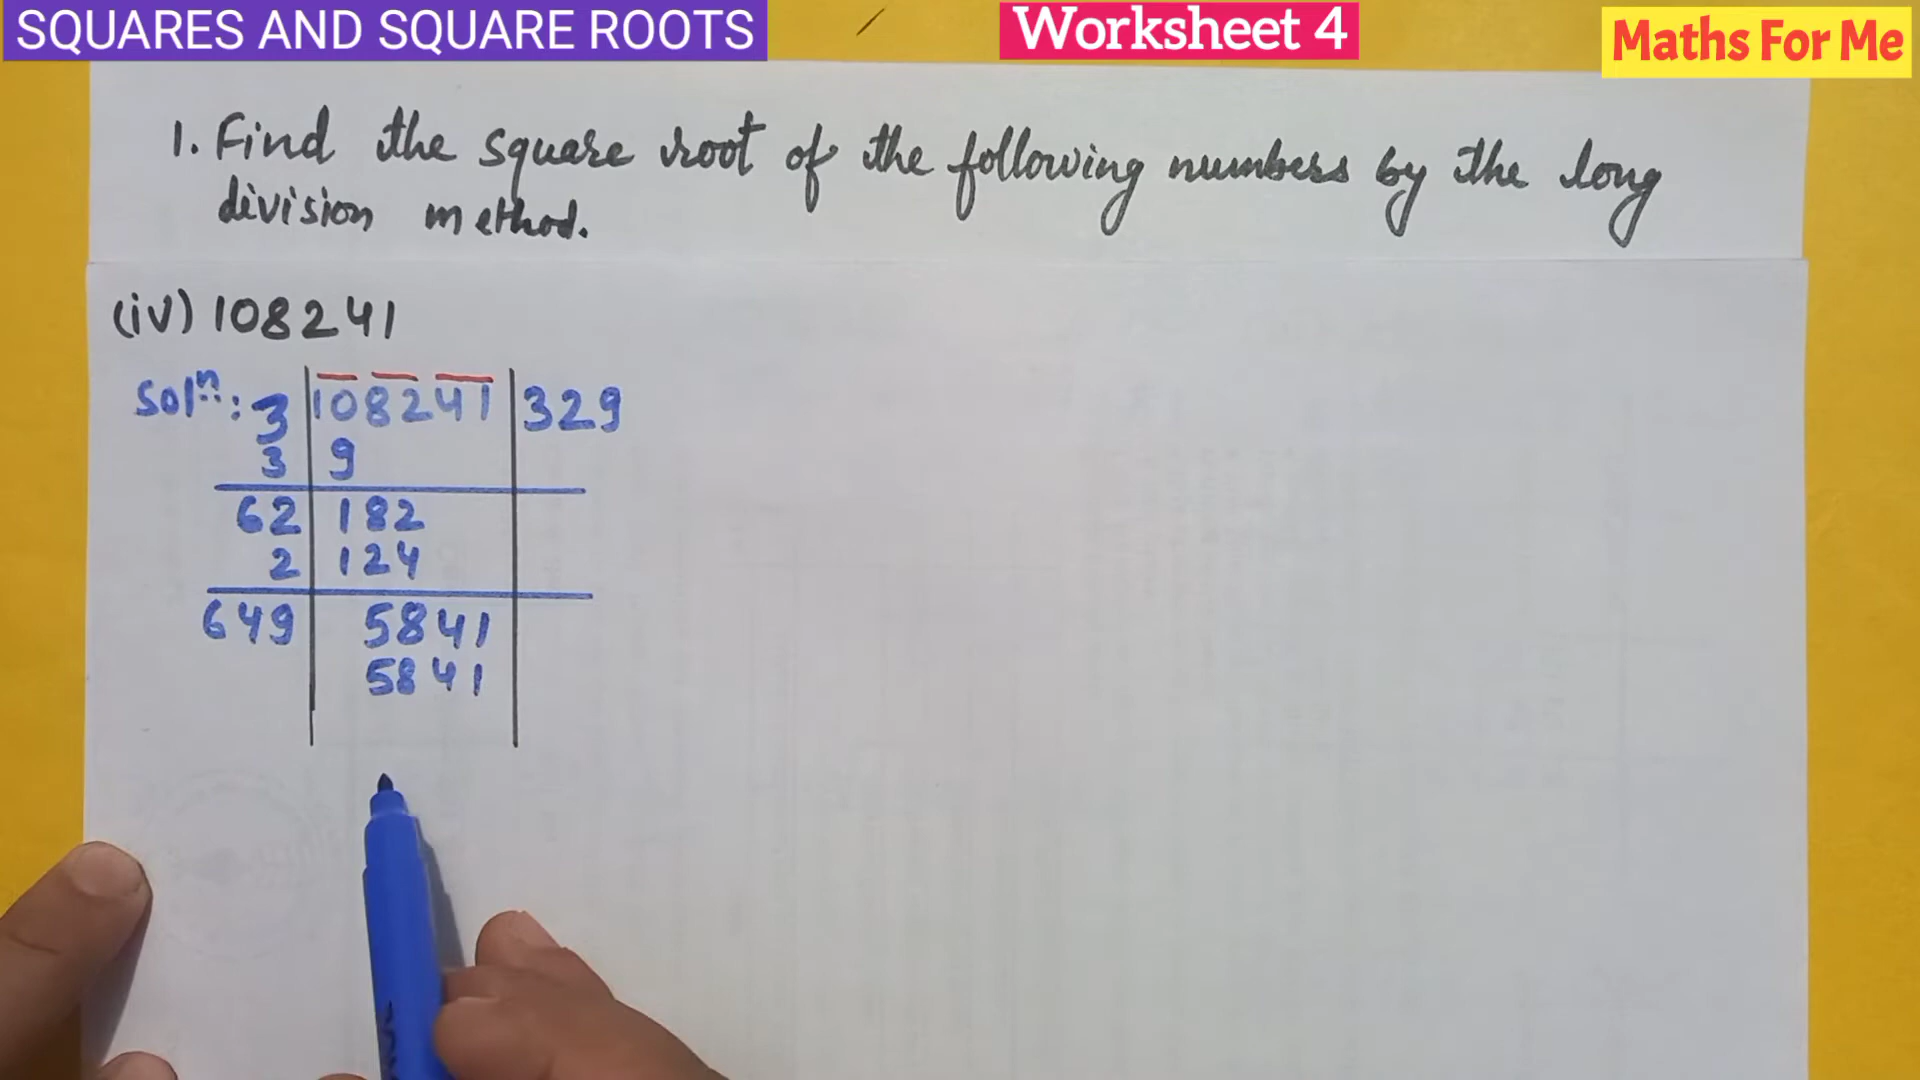 SQUARES AND SQUARE ROOTS
Worksheet 4
Maths For Me
1. Find the square root of the following numbers by the long
division method.
(iv) 108241
Solⁿ: 3 108241 329
3 9
62 182
2 124
649 5841
5841